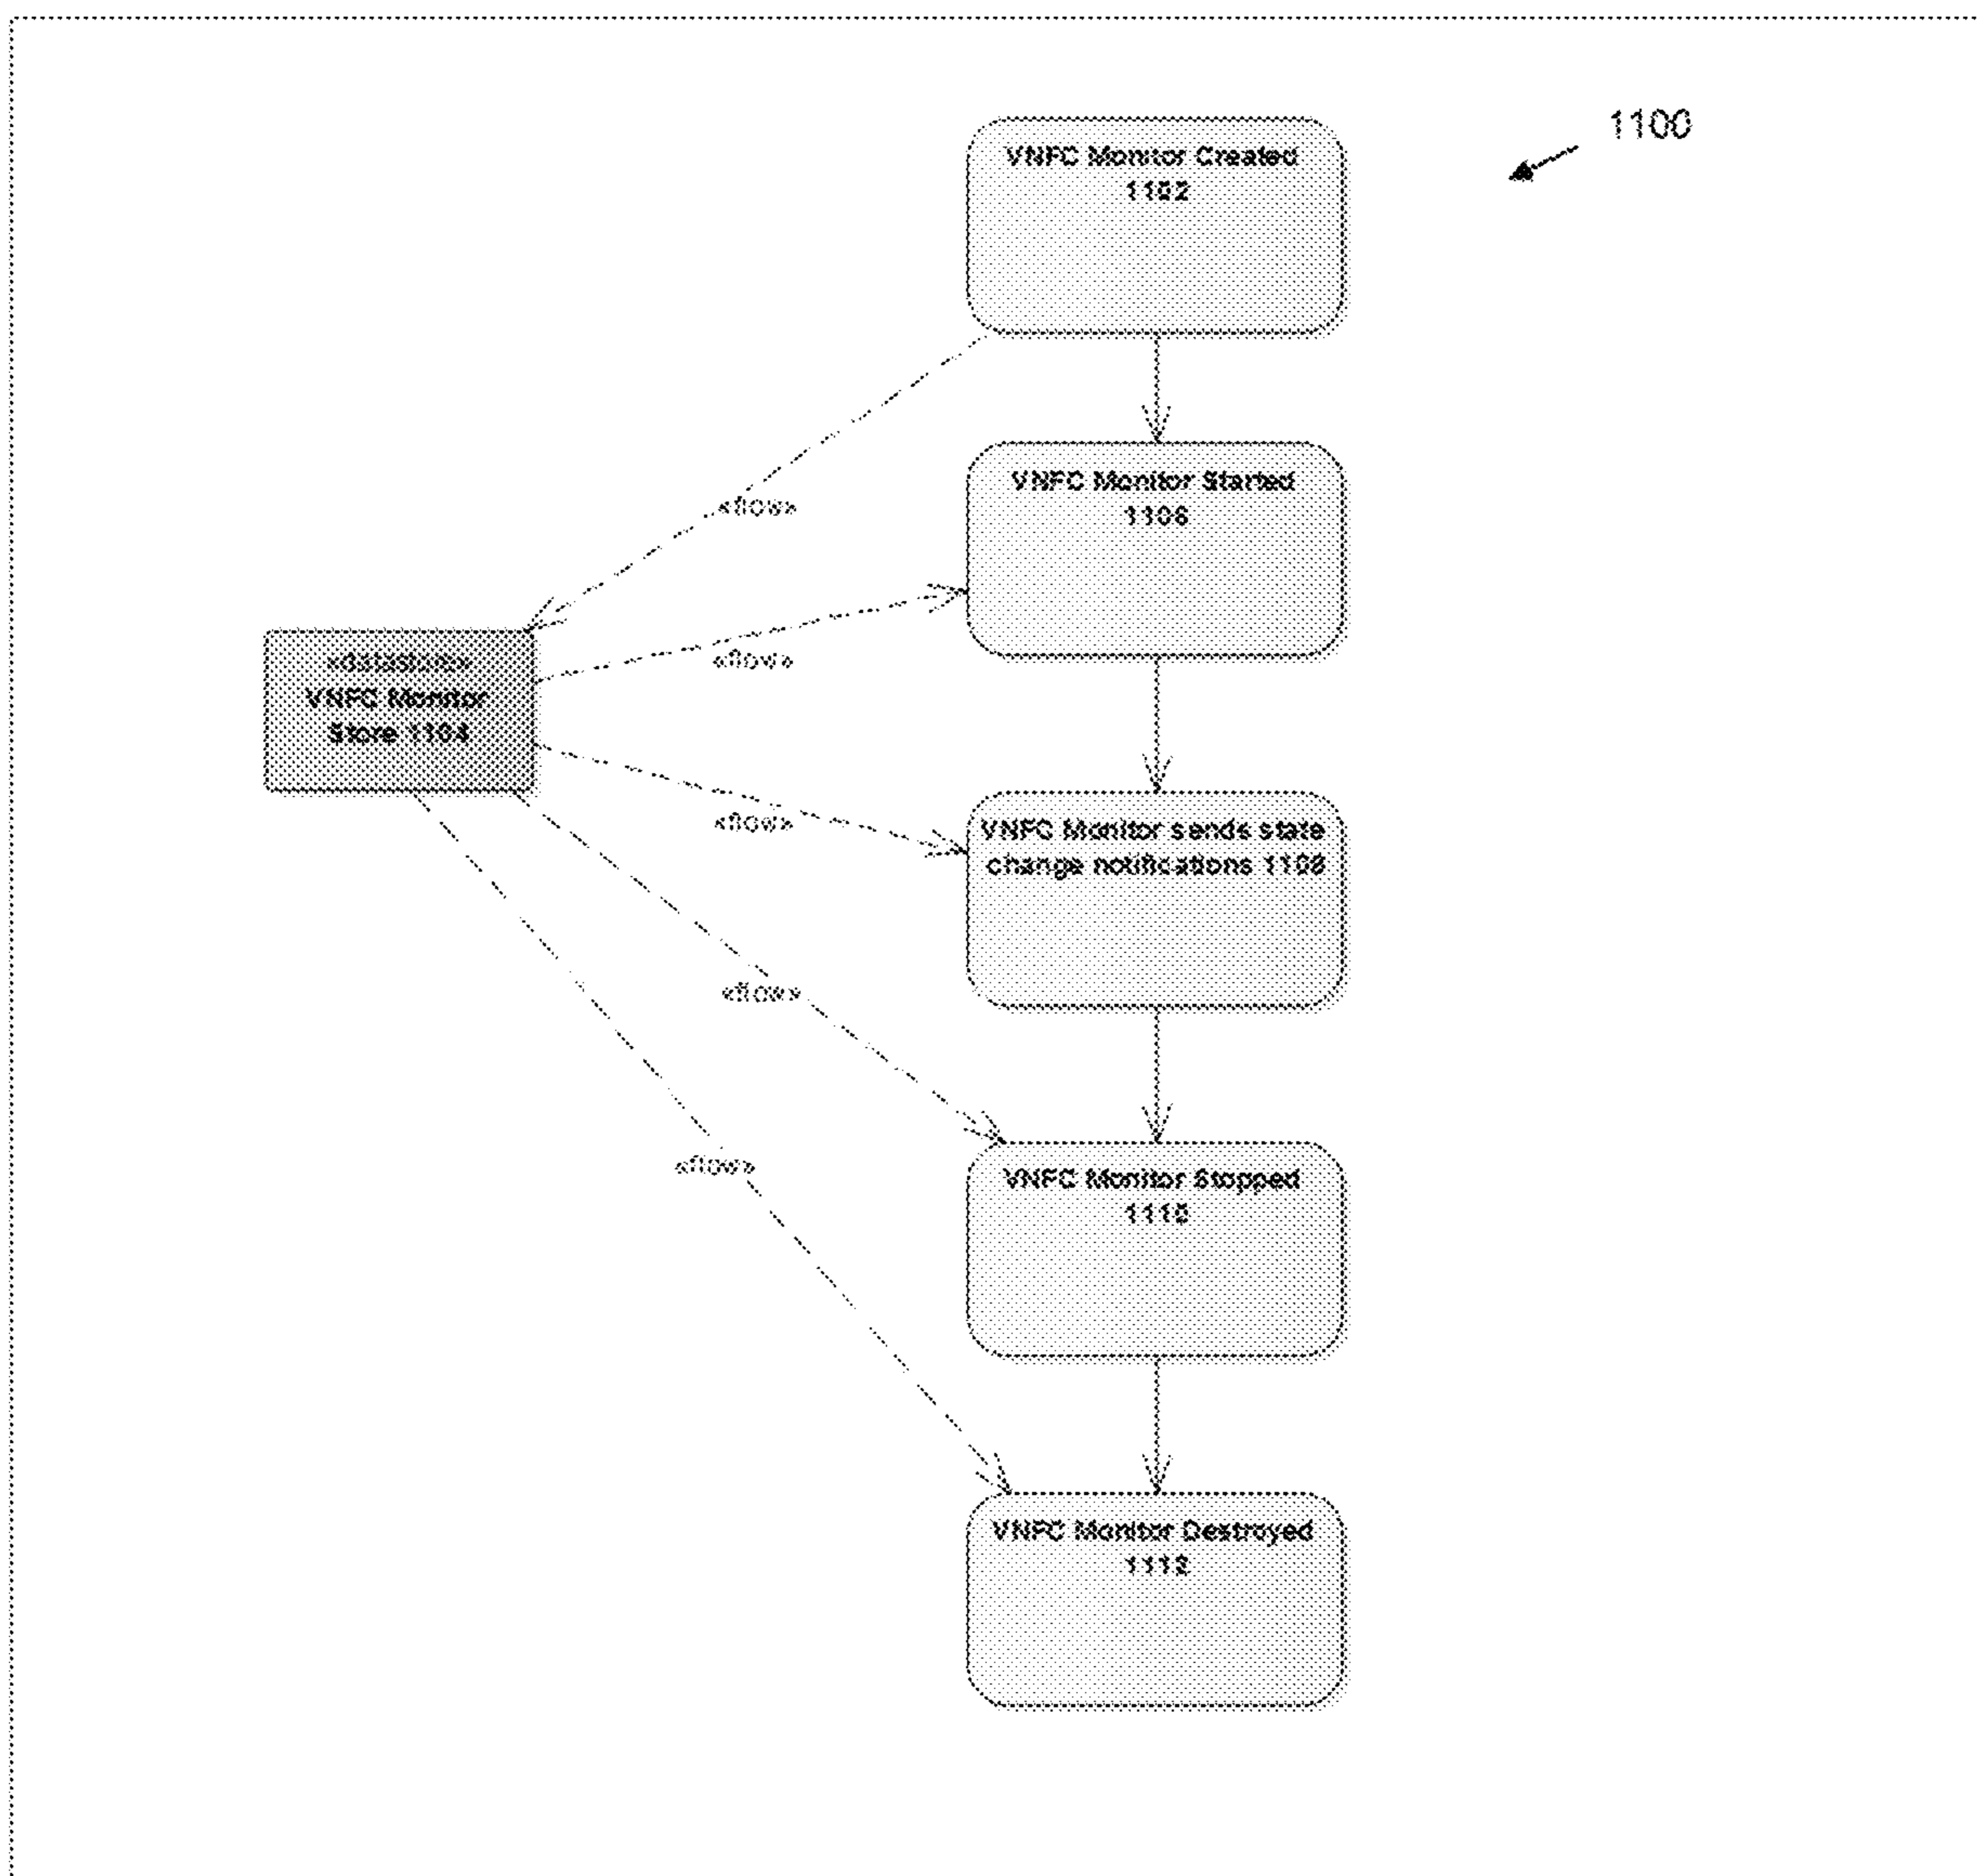 1100
VNFC Monitor Created
1102
VNFC Monitor Started
1106
«flow»
«flow»
«datastore»
VNFC Monitor
Store 1104
«flow»
VNFC Monitor sends state
change notifications 1108
«flow»
«flow»
VNFC Monitor Stopped
1110
VNFC Monitor Destroyed
1112